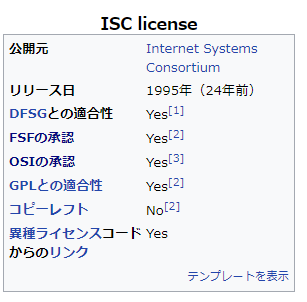 ISC license
公開元 Internet Systems
Consortium
リリース日 1995年（24年前）
DFSGとの適合性 Yes[1]
FSFの承認 Yes[2]
OSIの承認 Yes[3]
GPLとの適合性 Yes[2]
コピーレフト No[2]
異種ライセンスコード Yes
からのリンク
テンプレートを表示